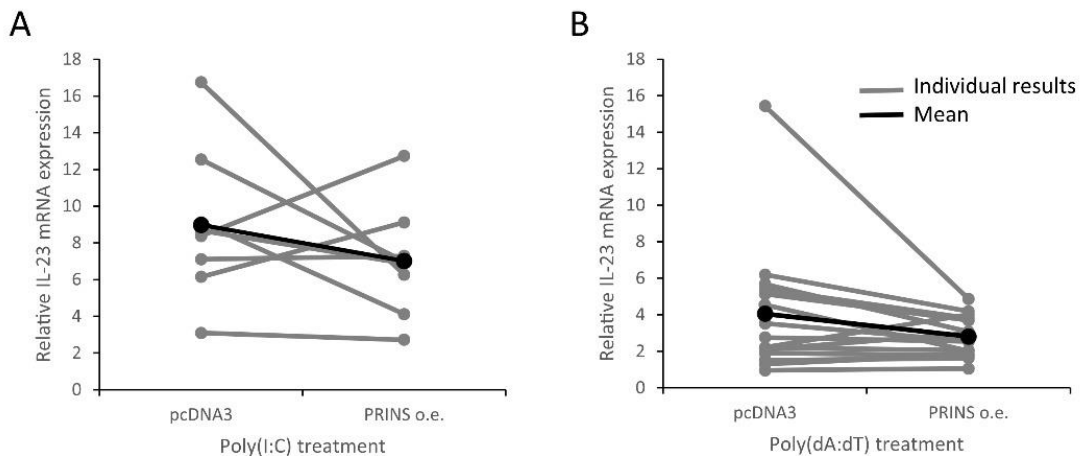 A
Relative IL-23 mRNA expression
18
16
14
12
10
8
6
4
2
0
pcDNA3
PRINS o.e.
Poly(I:C) treatment
B
Relative IL-23 mRNA expression
18
16
14
12
10
8
6
4
2
0
Individual results
Mean
pcDNA3
PRINS o.e.
Poly(dA:dT) treatment